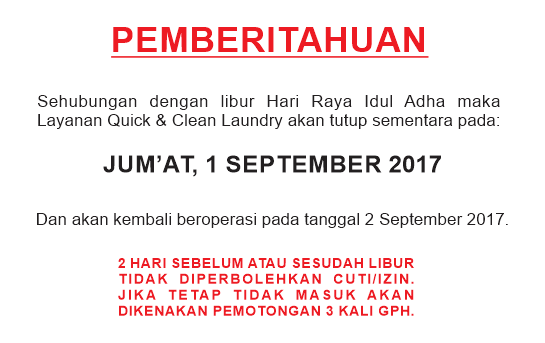 PEMBERITAHUAN
Sehubungan dengan libur Hari Raya Idul Adha maka
Layanan Quick & Clean Laundry akan tutup sementara pada:
JUM'AT, 1 SEPTEMBER 2017
Dan akan kembali beroperasi pada tanggal 2 September 2017.
2 HARI SEBELUM ATAU SESUDAH LIBUR
TIDAK DIPERBOLEHKAN CUTI/IZIN.
JIKA TETAP TIDAK MASUK AKAN
DIKENAKAN PEMOTONGAN 3 KALI GPH.